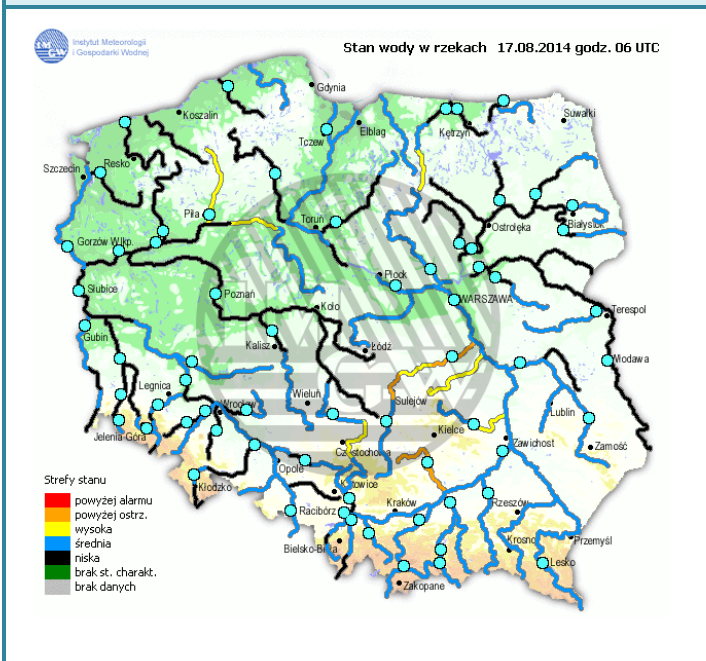 Instytut Meteorologii
i Gospodarki Wodnej
Stan wody w rzekach 17.08.2014 godz. 06 UTC
Gdynia
Koszalin
Suwałki
Elbląg
Kętrzyn
Tczew
Resko
Szczecin
Piła
Toruń
Ostrołęka
Białystok
Gorzów Wlkp.
Płock
Słubice
Poznań
Koło
WARSZAWA
Terespol
Gubin
Kalisz
Łódź
Włodawa
Legnica
Wieluń
Sulejów
Lublin
Wrocław
Kielce
Jelenia-Góra
Częstochowa
Zawichost
Zamość
Opole
Strefy stanu
Kłodzko
Katowice
powyżej alarmu
Kraków
Rzeszów
powyżej ostrz.
Racibórz
wysoka
Przemyśl
średnia
Bielsko-Biała
Krosno
niska
Lesko
brak st. charakt.
Zakopane
brak danych